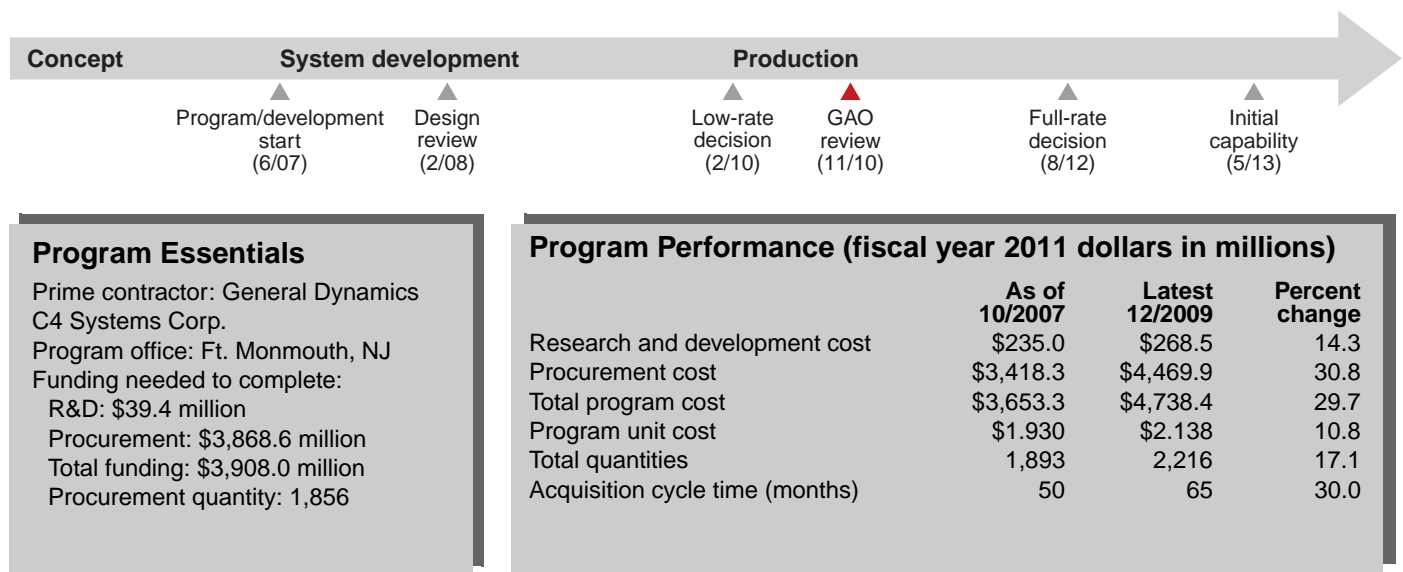 Concept System development Production
Program/development
start
(6/07)
Design
review
(2/08)
Low-rate
decision
(2/10)
GAO
review
(11/10)
Full-rate
decision
(8/12)
Initial
capability
(5/13)
Program Essentials
Prime contractor: General Dynamics
C4 Systems Corp.
Program office: Ft. Monmouth, NJ
Funding needed to complete:
R&D: $39.4 million
Procurement: $3,868.6 million
Total funding: $3,908.0 million
Procurement quantity: 1,856
Program Performance (fiscal year 2011 dollars in millions)
As of Latest Percent
10/2007 12/2009 change
Research and development cost $235.0 $268.5 14.3
Procurement cost $3,418.3 $4,469.9 30.8
Total program cost $3,653.3 $4,738.4 29.7
Program unit cost $1.930 $2.138 10.8
Total quantities 1,893 2,216 17.1
Acquisition cycle time (months) 50 65 30.0